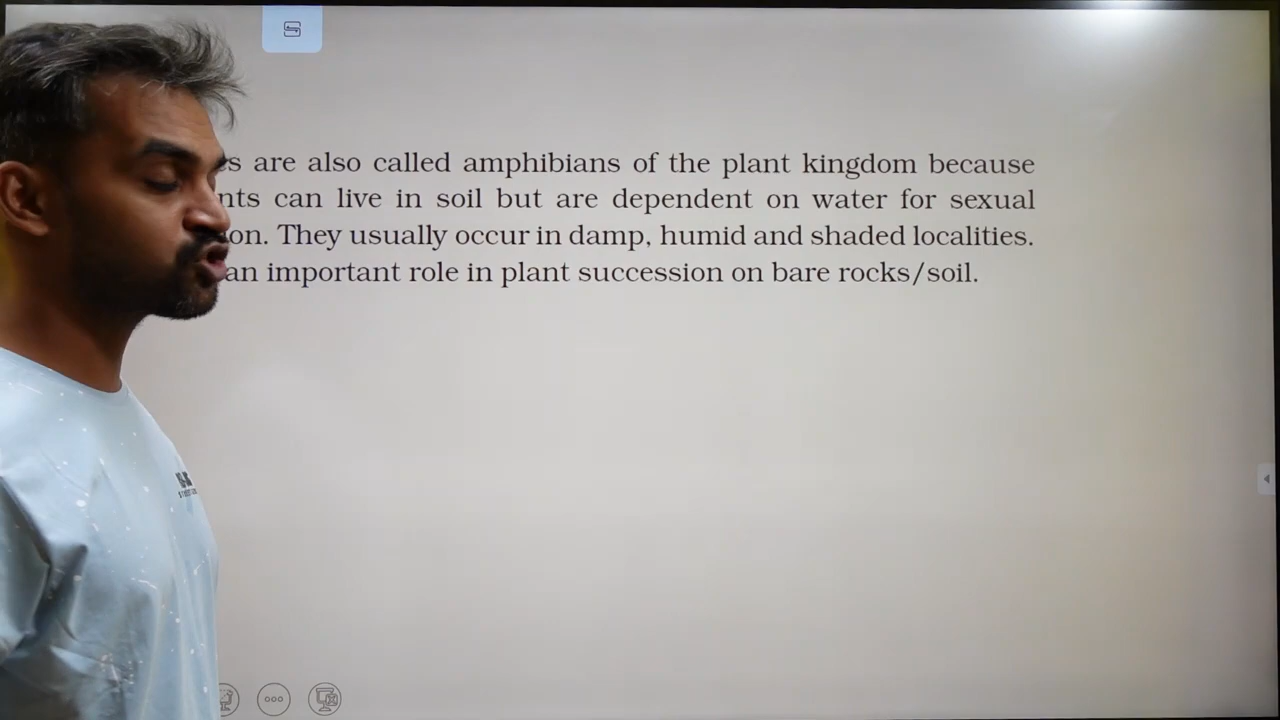 are also called amphibians of the plant kingdom because
can live in soil but are dependent on water for sexual
They usually occur in damp, humid and shaded localities.
an important role in plant succession on bare rocks/soil.